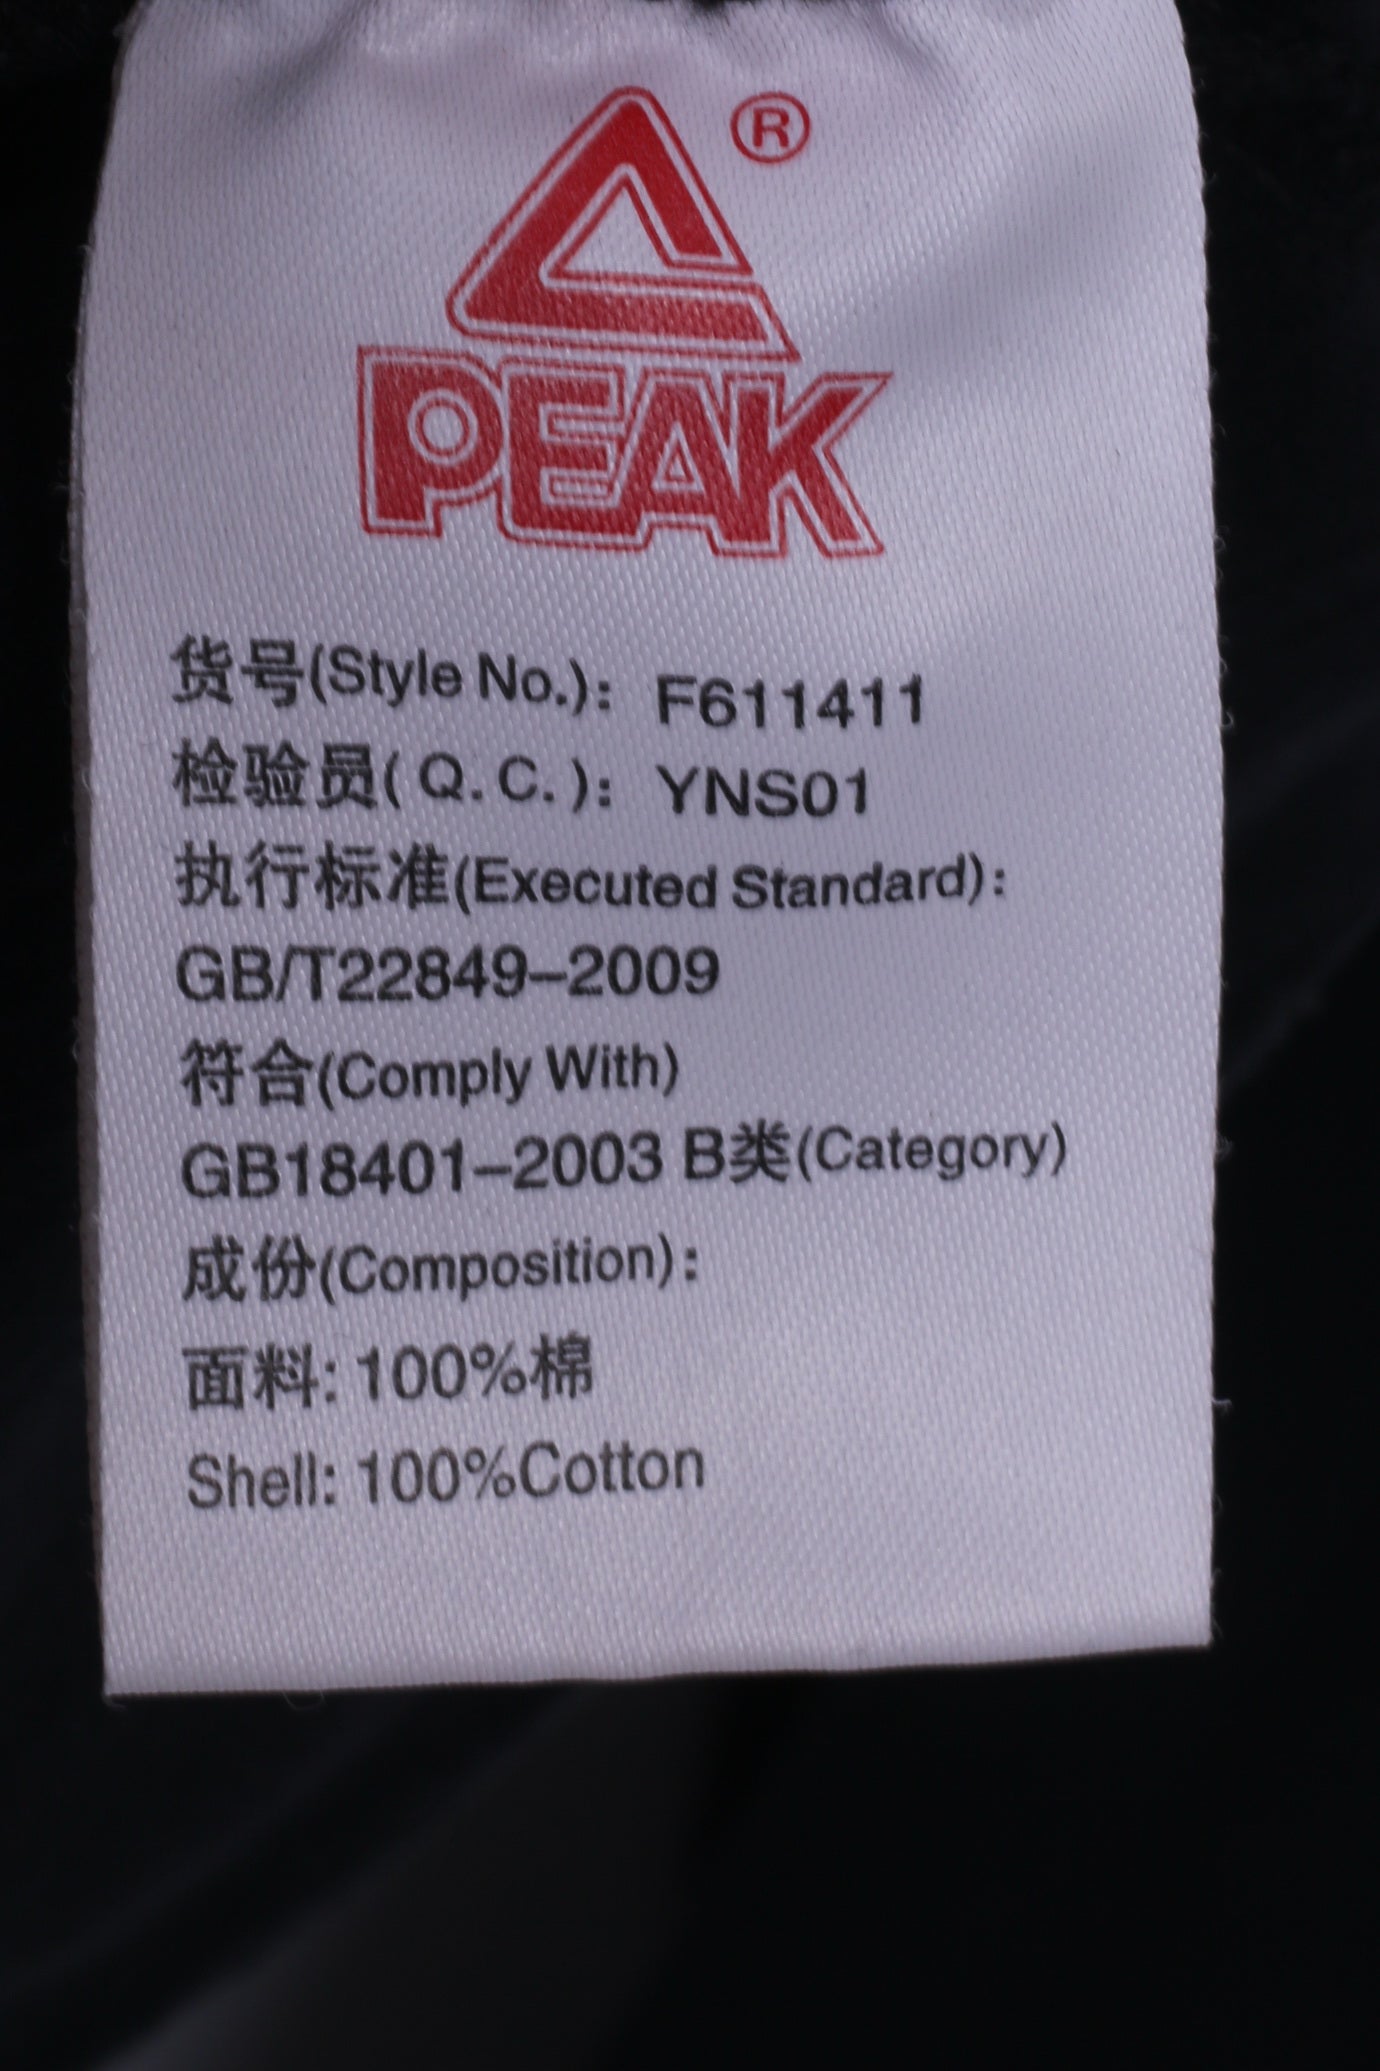 ®
PEAK
货号(Style No.): F611411
检验员(Q.C.): YNS01
执行标准(Executed Standard):
GB/T22849-2009
符合(Comply With)
GB18401-2003 B类(Category)
成份(Composition):
面料: 100%棉
Shell: 100%Cotton